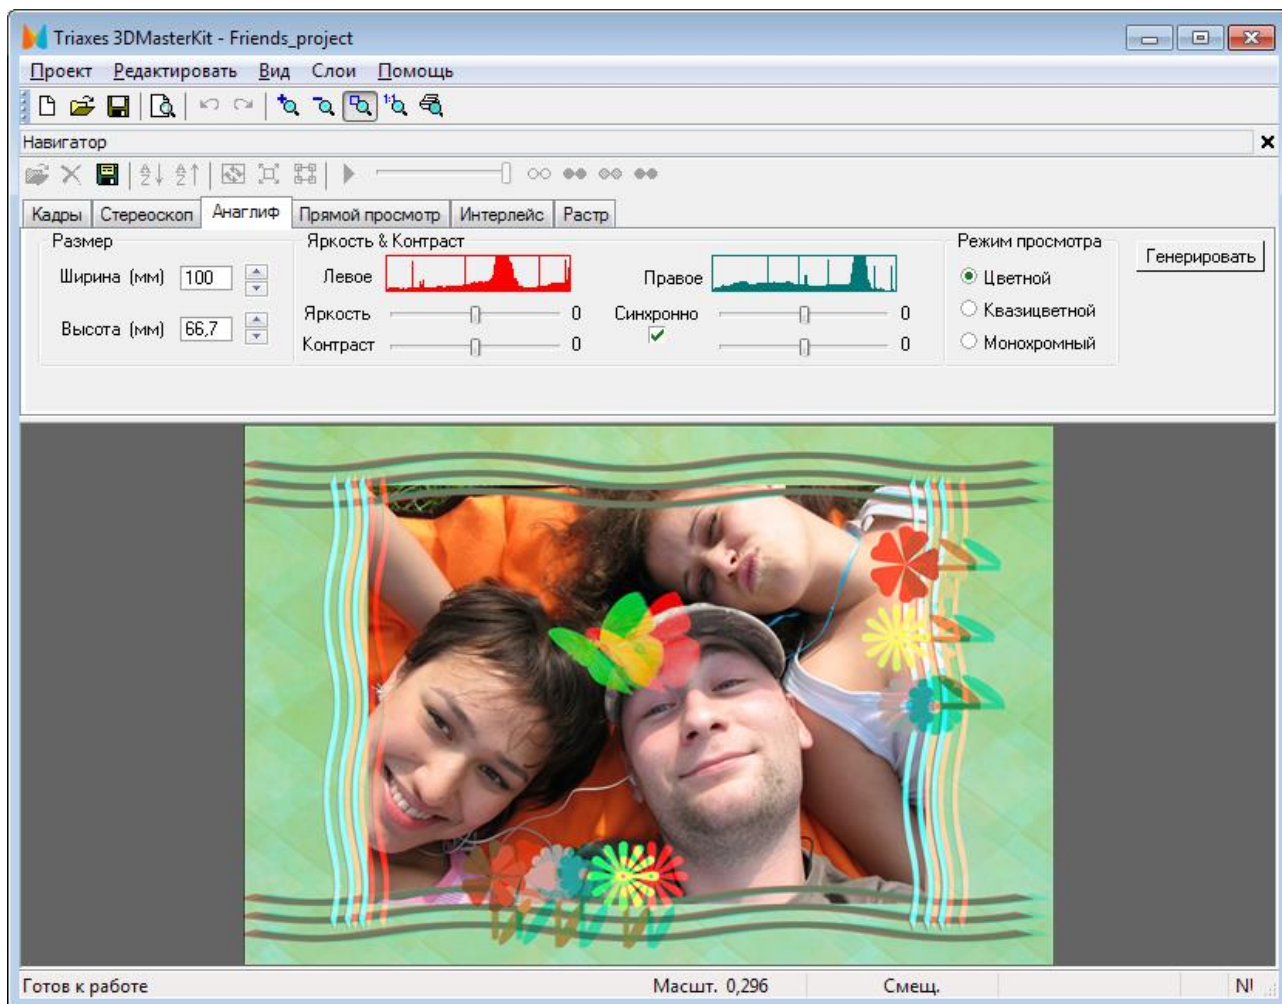 Triaxes 3DMasterKit - Friends_project
Проект Редактировать Вид Слои Помощь
1:1
Навигатор
Кадры Стереоскоп Анаглиф Прямой просмотр Интерлейс Растр
Размер Яркость & Контраст Режим просмотра
Левое Правое Генерировать
Ширина (мм) 100 Цветной
Яркость 0 Синхронно 0 Квазицветной
Высота (мм) 66,7
Контраст 0 0 Монохромный
Готов к работе Масшт. 0,296 Смещ.